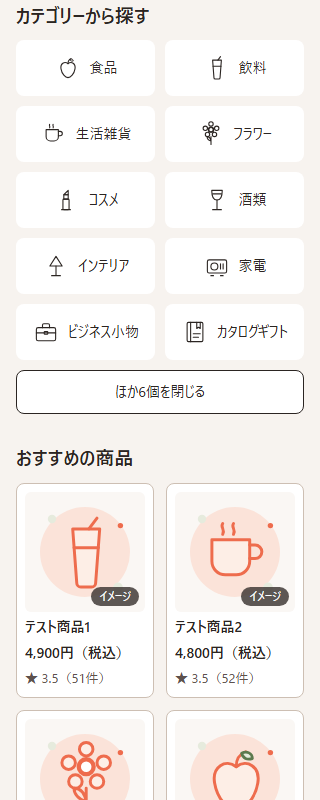 カテゴリーから探す
食品
飲料
生活雑貨
フラワー
コスメ
酒類
インテリア
家電
ビジネス小物
カタログギフト
ほか6個を閉じる
おすすめの商品
イメージ
イメージ
テスト商品1
テスト商品2
4,900円（税込）
4,800円（税込）
★ 3.5（51件）
★ 3.5（52件）